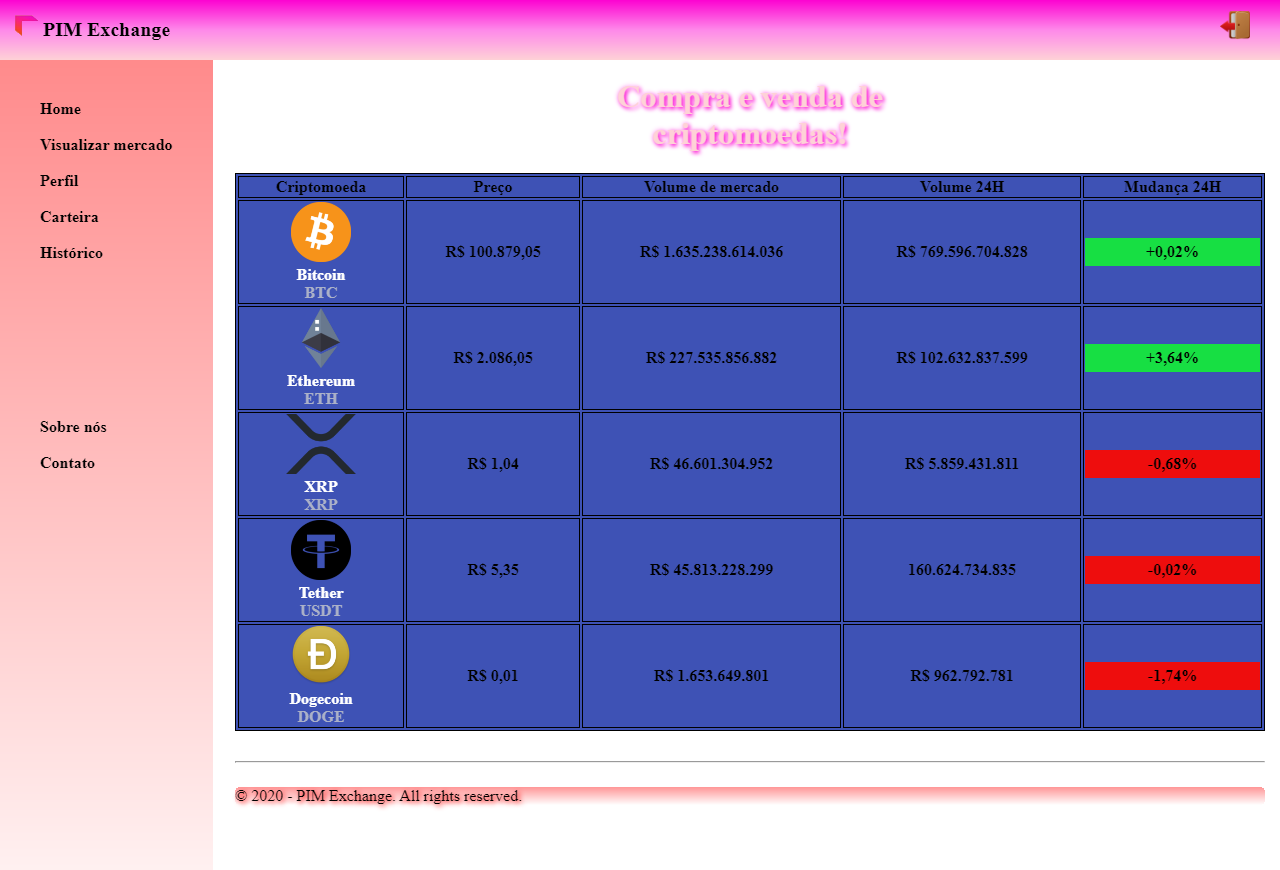 PIM Exchange
Home
Visualizar mercado
Perfil
Carteira
Histórico
Sobre nós
Contato
Compra e venda de
criptomoedas!
Criptomoeda Preço Volume de mercado Volume 24H Mudança 24H
Bitcoin
BTC
R$ 100.879,05 R$ 1.635.238.614.036 R$ 769.596.704.828 +0,02%
Ethereum
ETH
R$ 2.086,05 R$ 227.535.856.882 R$ 102.632.837.599 +3,64%
XRP
XRP
R$ 1,04 R$ 46.601.304.952 R$ 5.859.431.811 -0,68%
Tether
USDT
R$ 5,35 R$ 45.813.228.299 160.624.734.835 -0,02%
Dogecoin
DOGE
R$ 0,01 R$ 1.653.649.801 R$ 962.792.781 -1,74%
© 2020 - PIM Exchange. All rights reserved.